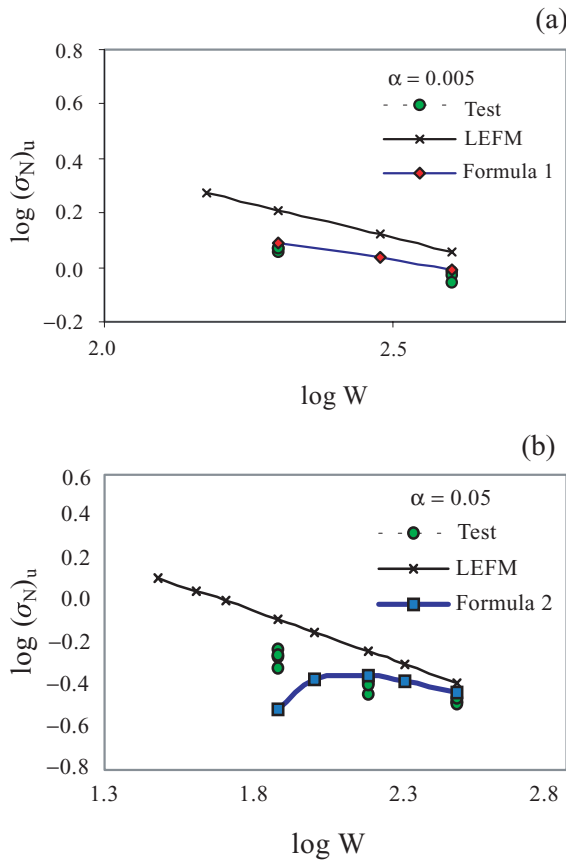 (a)
0.8
0.6
0.4
0.2
0.0
−0.2
log (σN)u
2.0
2.5
log W
α = 0.005
Test
LEFM
Formula 1
(b)
0.6
0.4
0.2
0.0
−0.2
−0.4
−0.6
−0.8
log (σN)u
1.3
1.8
2.3
2.8
log W
α = 0.05
Test
LEFM
Formula 2